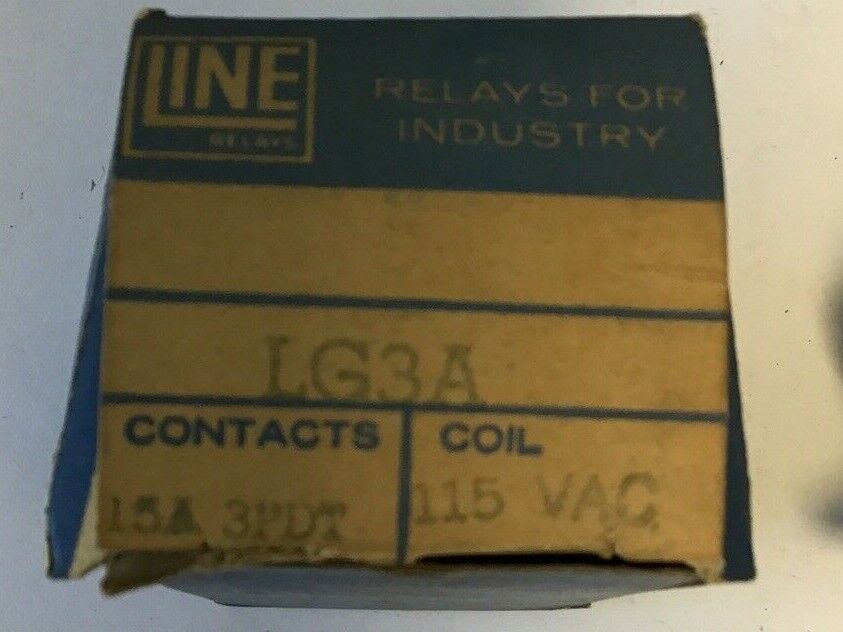 LINE
RELAYS
RELAYS FOR
INDUSTRY
LG3A
CONTACTS
COIL
15A 3PDT
115 VAC